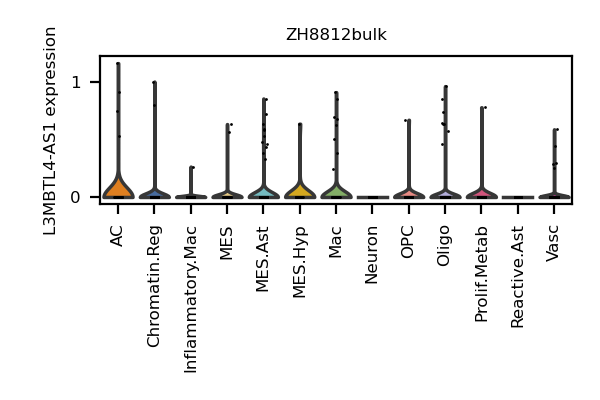 ZH8812bulk
L3MBTL4-AS1 expression
1
0
AC
Chromatin.Reg
Inflammatory.Mac
MES
MES.Ast
MES.Hyp
Mac
Neuron
OPC
Oligo
Prolif.Metab
Reactive.Ast
Vasc